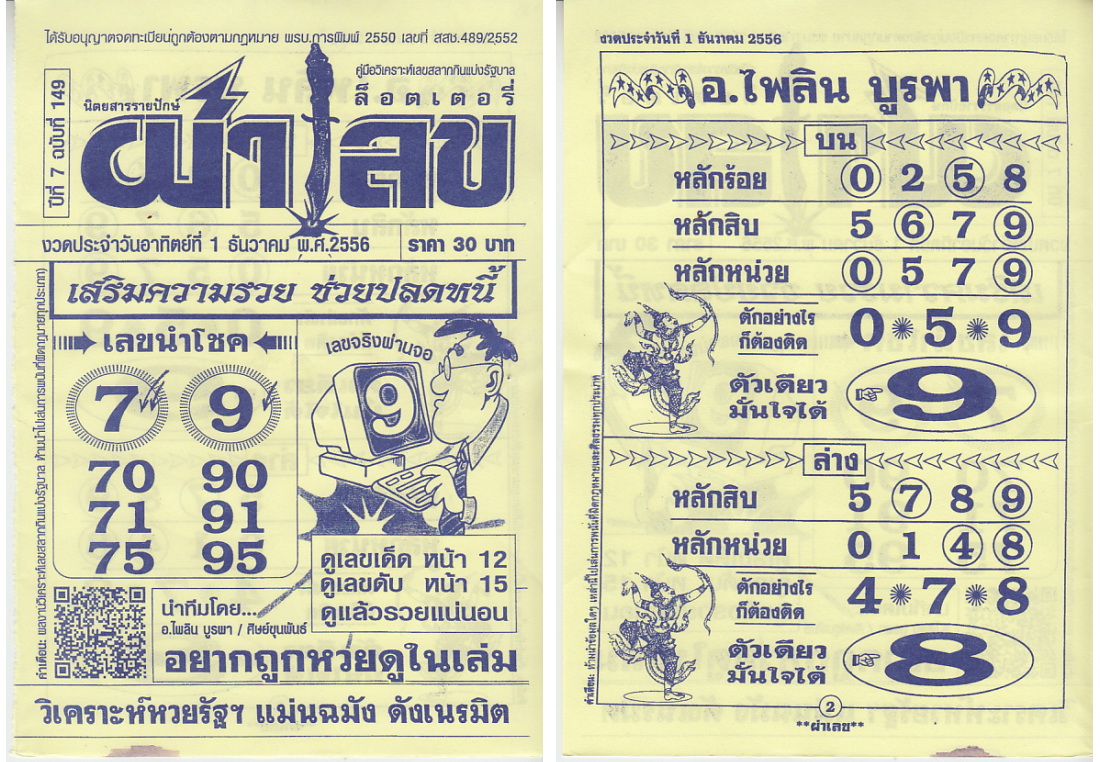 ได้รับอนุญาตจดทะเบียนถูกต้องตามกฎหมาย พรบ.การพิมพ์ 2550 เลขที่ สสช.489/2552
ปีที่ 7 ฉบับที่ 149
นิตยสารรายปักษ์
คู่มือวิเคราะห์เลขสลากกินแบ่งรัฐบาล
ล็อตเตอรี่
ผ่าเลข
งวดประจำวันอาทิตย์ที่ 1 ธันวาคม พ.ศ.2556
ราคา 30 บาท
เสริมความรวย ช่วยปลดหนี้
เลขนำโชค
เลขจริงผ่านจอ
7 9
9
70 90
71 91
75 95
ดูเลขเด็ด หน้า 12
ดูเลขดับ หน้า 15
ดูแล้วรวยแน่นอน
นำทีมโดย...
อ.ไพลิน บูรพา / ศิษย์ขุนพันธ์
อยากถูกหวยดูในเล่ม
วิเคราะห์หวยรัฐฯ แม่นฉมัง ดังเนรมิต
งวดประจำวันที่ 1 ธันวาคม 2556
อ.ไพลิน บูรพา
บน
หลักร้อย 0 2 5 8
หลักสิบ 5 6 7 9
หลักหน่วย 0 5 7 9
ดักอย่างไร
ก็ต้องติด
0 5 9
ตัวเดียว
มั่นใจได้
9
ล่าง
หลักสิบ 5 7 8 9
หลักหน่วย 0 1 4 8
ดักอย่างไร
ก็ต้องติด
4 7 8
ตัวเดียว
มั่นใจได้
8
2
**ผ่าเลข**